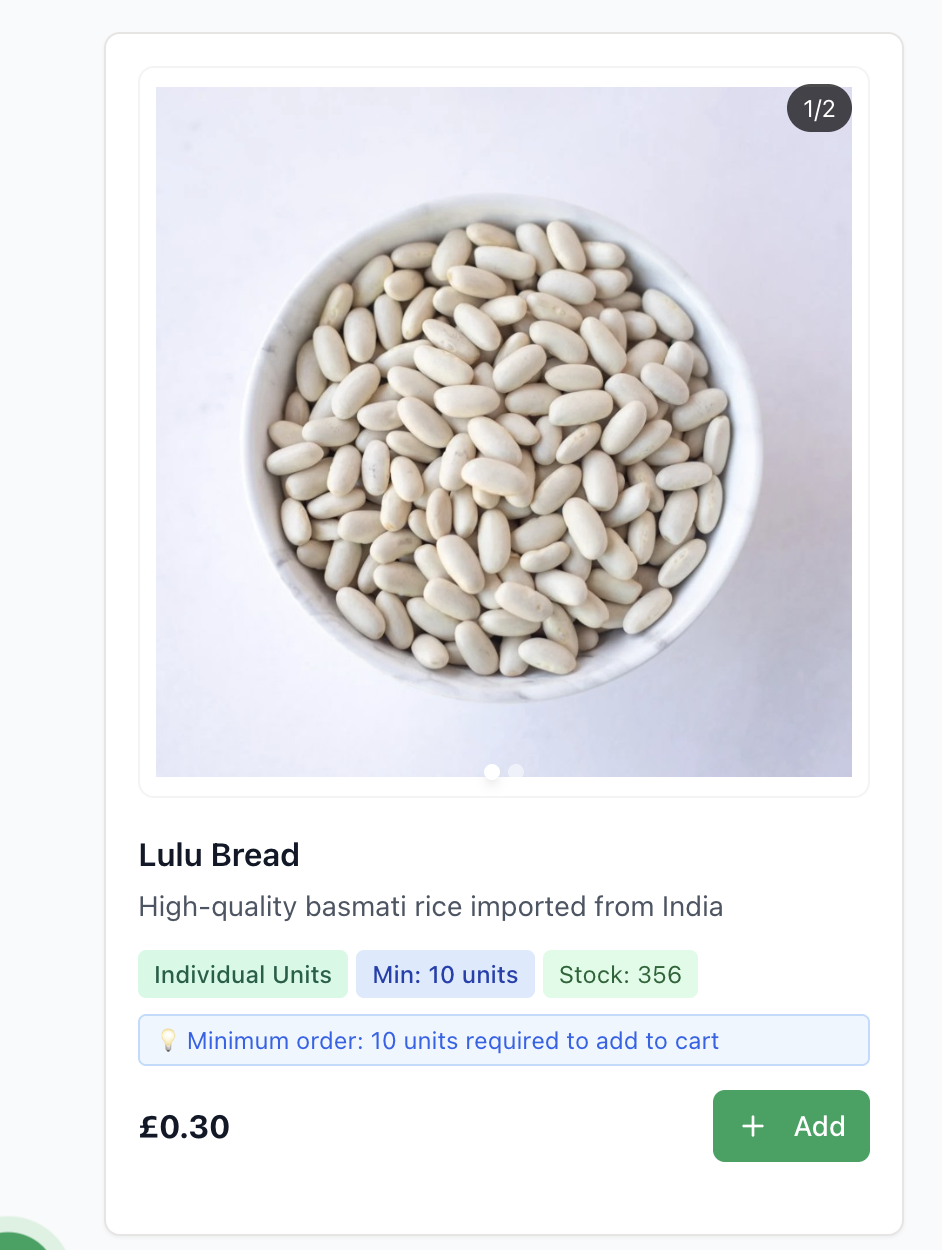 1/2
Lulu Bread
High-quality basmati rice imported from India
Individual Units Min: 10 units Stock: 356
💡 Minimum order: 10 units required to add to cart
£0.30 + Add